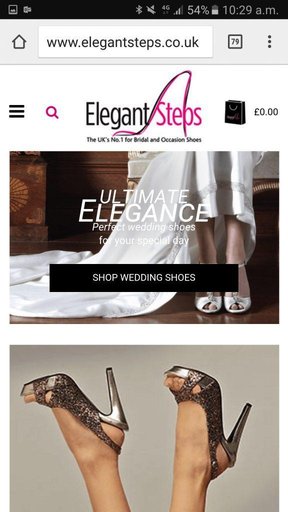 4G
54% 10:29 a.m.
www.elegantsteps.co.uk 79
Elegant Steps
The UK's No.1 for Bridal and Occasion Shoes
£0.00
ULTIMATE
ELEGANCE
Perfect wedding shoes
for your special day
SHOP WEDDING SHOES